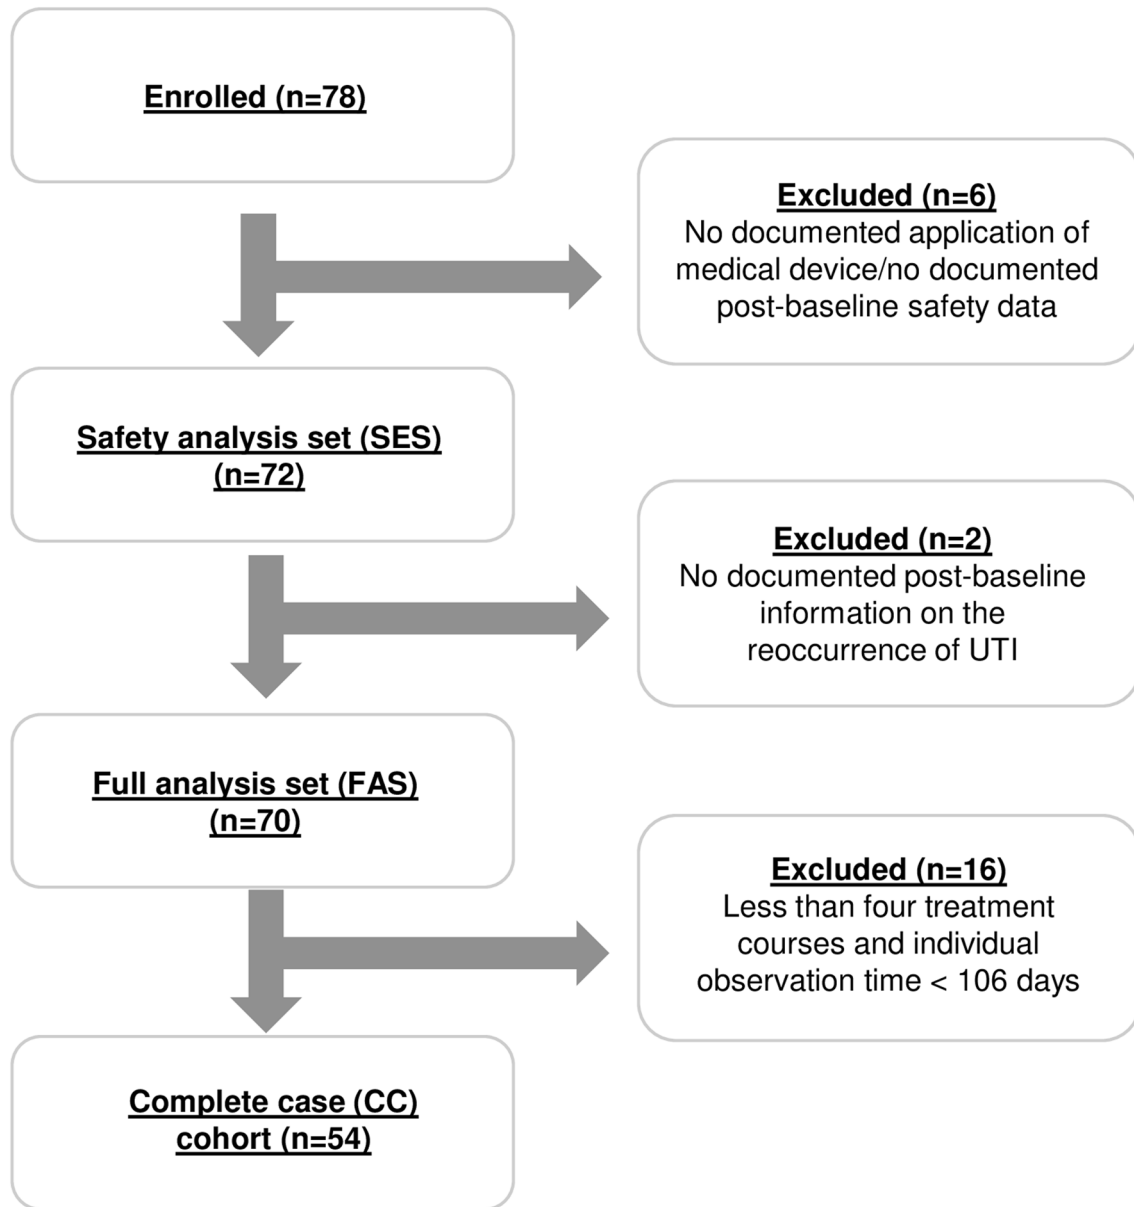 Enrolled (n=78)
Excluded (n=6)
No documented application of
medical device/no documented
post-baseline safety data
Safety analysis set (SES)
(n=72)
Excluded (n=2)
No documented post-baseline
information on the
reoccurrence of UTI
Full analysis set (FAS)
(n=70)
Excluded (n=16)
Less than four treatment
courses and individual
observation time < 106 days
Complete case (CC)
cohort (n=54)